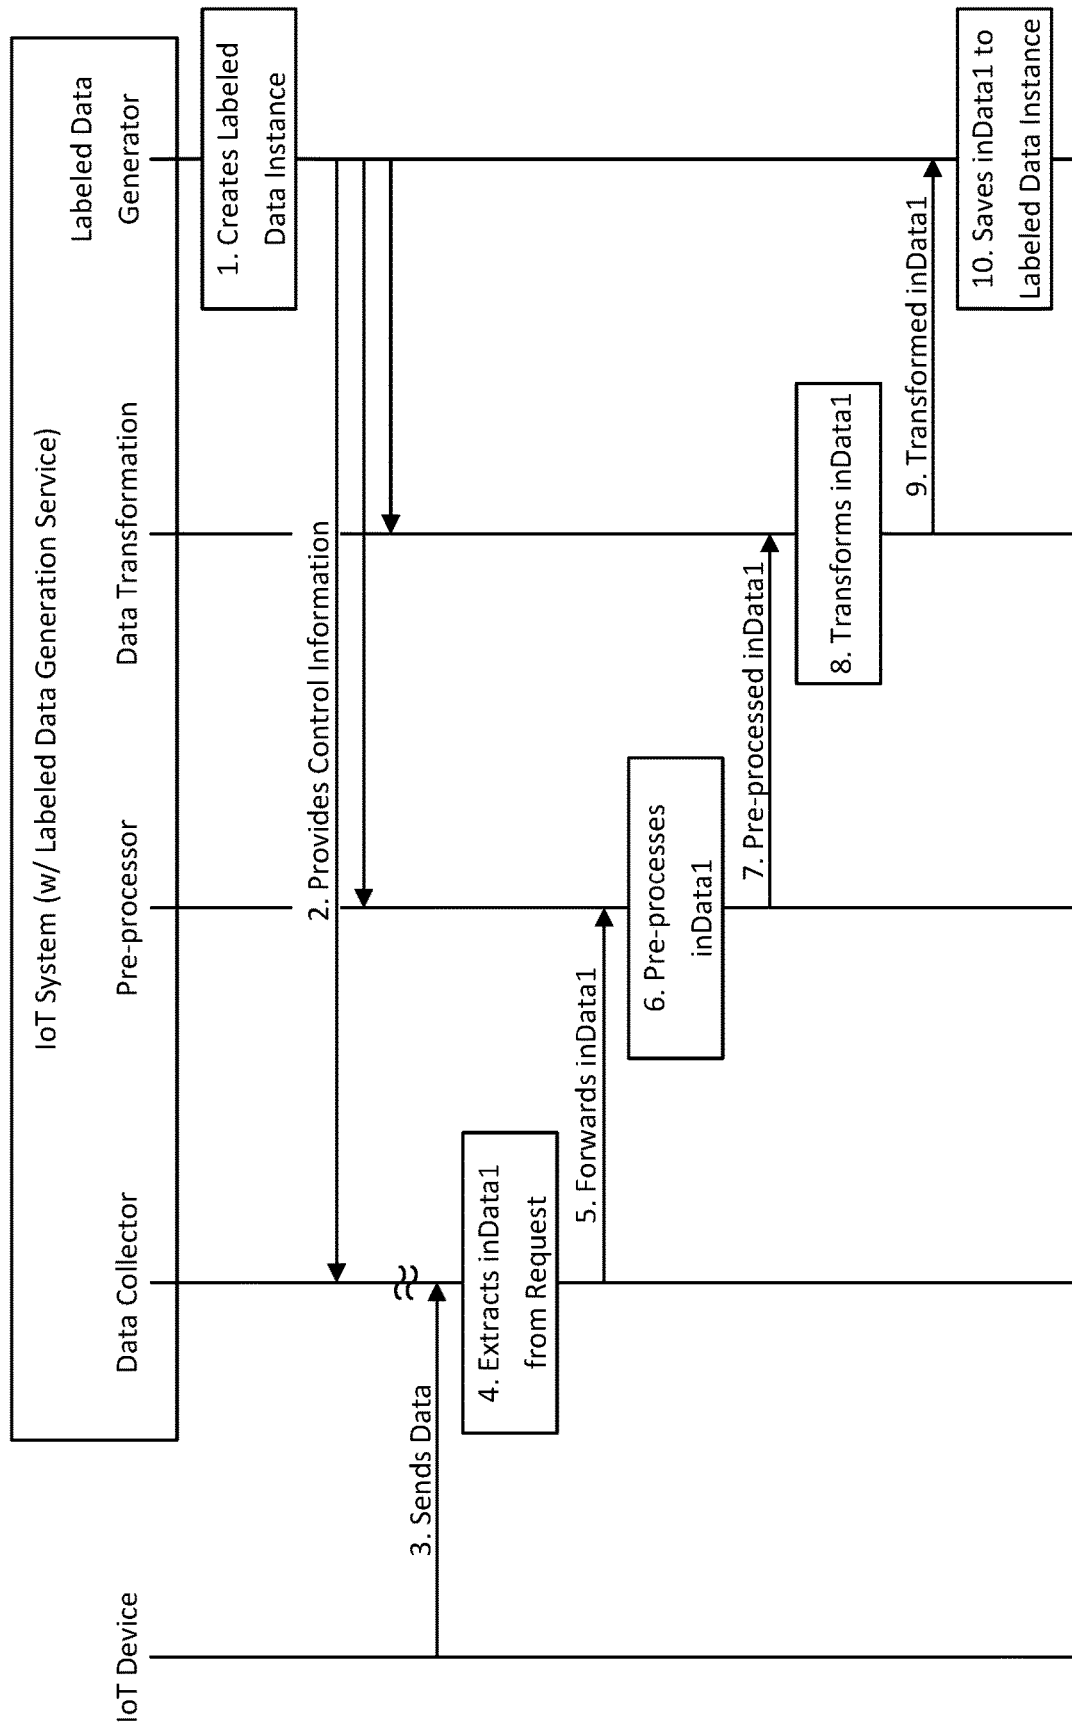 IoT System (w/ Labeled Data Generation Service)
IoT Device
Data Collector
Pre-processor
Data Transformation
Labeled Data
Generator
1. Creates Labeled
Data Instance
2. Provides Control Information
3. Sends Data
4. Extracts inData1
from Request
5. Forwards inData1
6. Pre-processes
inData1
7. Pre-processed inData1
8. Transforms inData1
9. Transformed inData1
10. Saves inData1 to
Labeled Data Instance